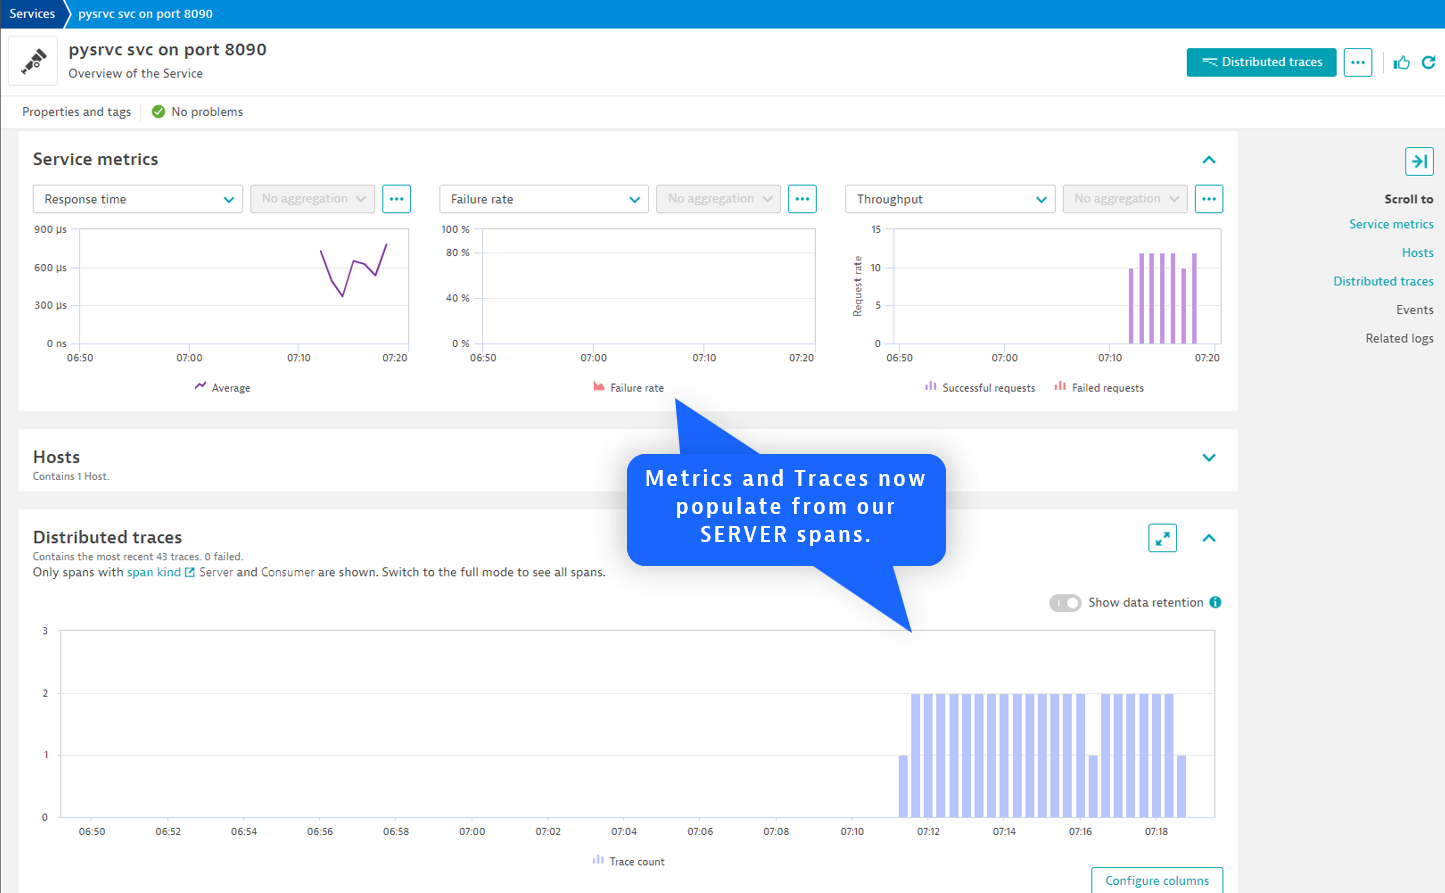 Services
pysrvc svc on port 8090
pysrvc svc on port 8090
Overview of the Service
Distributed traces
Properties and tags
No problems
Service metrics
Response time
No aggregation
Failure rate
No aggregation
Throughput
No aggregation
900 µs
600 µs
300 µs
0 ns
06:50 07:00 07:10 07:20
Average
100 %
80 %
40 %
0 %
06:50 07:00 07:10 07:20
Failure rate
Request rate
15
10
5
0
06:50 07:00 07:10 07:20
Successful requests
Failed requests
Scroll to
Service metrics
Hosts
Distributed traces
Events
Related logs
Hosts
Contains 1 Host.
Metrics and Traces now
populate from our
SERVER spans.
Distributed traces
Contains the most recent 43 traces. 0 failed.
Only spans with span kind Server and Consumer are shown. Switch to the full mode to see all spans.
Show data retention
3
2
1
0
06:50 06:52 06:54 06:56 06:58 07:00 07:02 07:04 07:06 07:08 07:10 07:12 07:14 07:16 07:18
Trace count
Configure columns